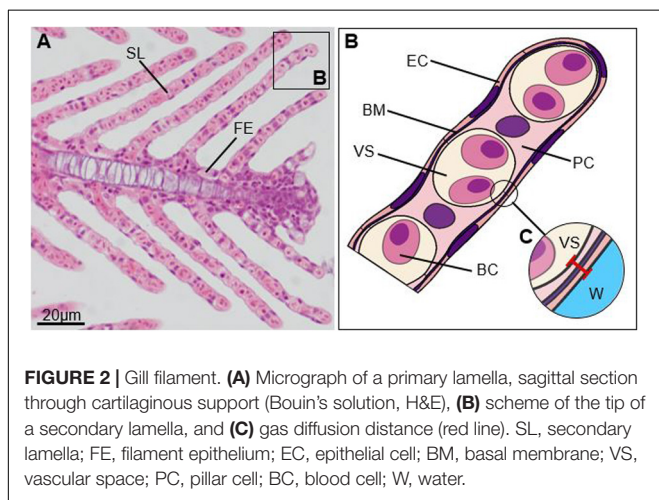 A
SL
B
FE
20µm
B
EC
BM
VS
PC
C
VS
W
BC
FIGURE 2 | Gill filament. (A) Micrograph of a primary lamella, sagittal section
through cartilaginous support (Bouin's solution, H&E), (B) scheme of the tip of
a secondary lamella, and (C) gas diffusion distance (red line). SL, secondary
lamella; FE, filament epithelium; EC, epithelial cell; BM, basal membrane; VS,
vascular space; PC, pillar cell; BC, blood cell; W, water.